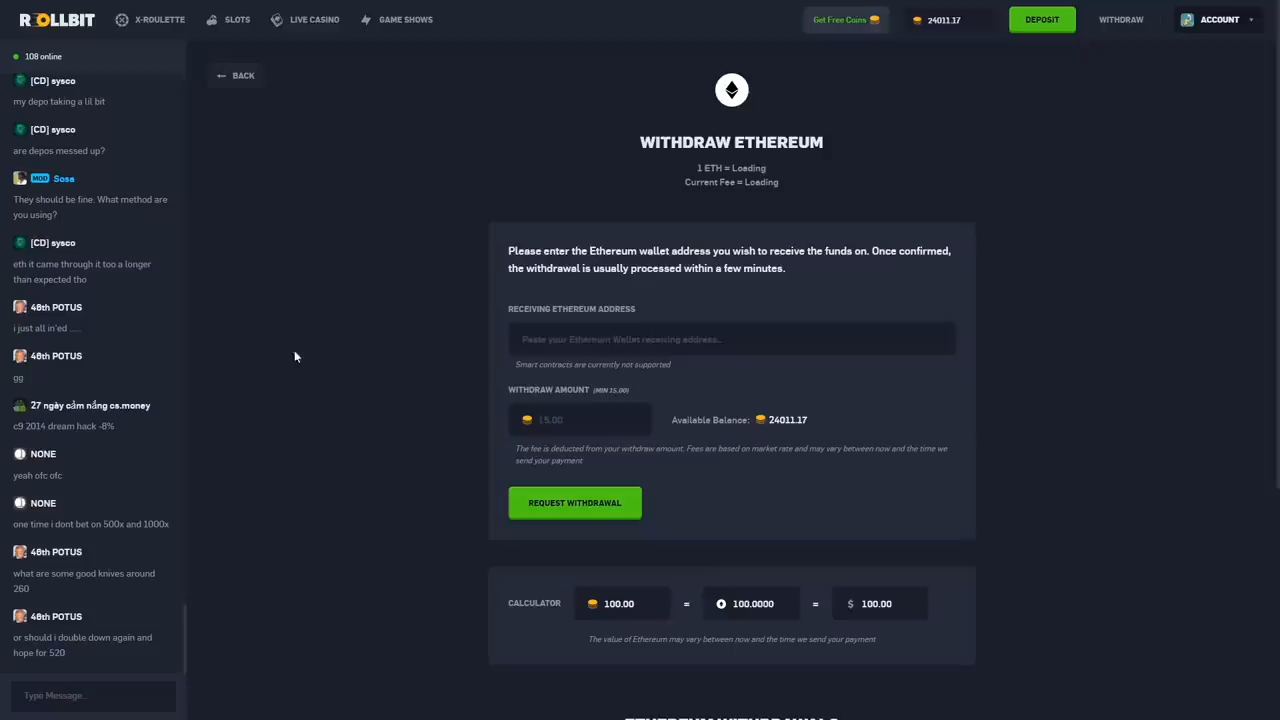 ROLLBIT
X-ROULETTE
SLOTS
LIVE CASINO
GAME SHOWS
Get Free Coins
24011.17
DEPOSIT
WITHDRAW
ACCOUNT
108 online
[CD] sysco
my depo taking a lil bit
[CD] sysco
are depos messed up?
MOD Sosa
They should be fine. What method are
you using?
[CD] sysco
eth it came through it too a longer
than expected tho
46th POTUS
i just all in'ed .....
46th POTUS
gg
27 ngày cắm nắng cs.money
c9 2014 dream hack -8%
NONE
yeah ofc ofc
NONE
one time i dont bet on 500x and 1000x
46th POTUS
what are some good knives around
260
46th POTUS
or should i double down again and
hope for 520
Type Message...
← BACK
WITHDRAW ETHEREUM
1 ETH = Loading
Current Fee = Loading
Please enter the Ethereum wallet address you wish to receive the funds on. Once confirmed,
the withdrawal is usually processed within a few minutes.
RECEIVING ETHEREUM ADDRESS
Paste your Ethereum Wallet receiving address..
Smart contracts are currently not supported
WITHDRAW AMOUNT (MIN 15.00)
15.00
Available Balance: 24011.17
The fee is deducted from your withdraw amount. Fees are based on market rate and may vary between now and the time we
send your payment
REQUEST WITHDRAWAL
CALCULATOR 100.00 = 100.0000 = $ 100.00
The value of Ethereum may vary between now and the time we send your payment
ETHEREUM WITHDRAWALS